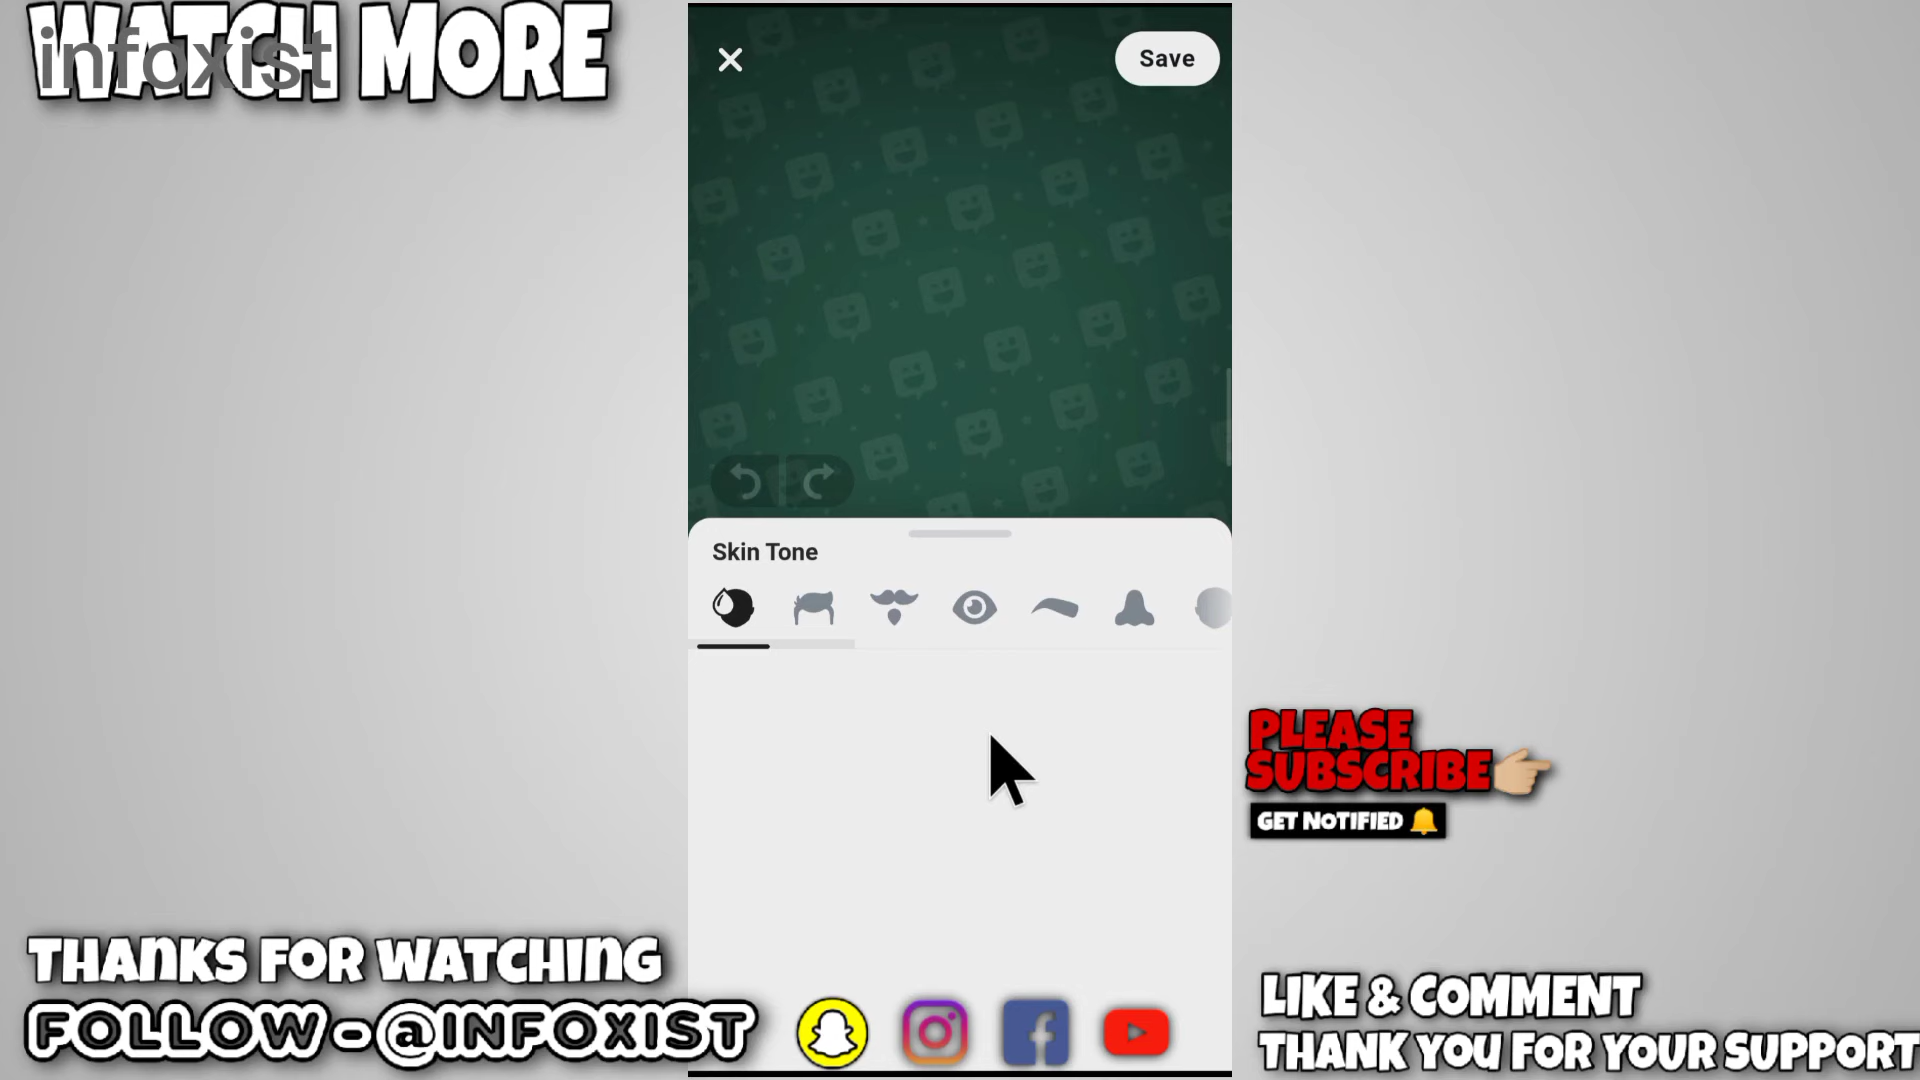 WATCH MORE
infoxist
Save
Skin Tone
PLEASE
SUBSCRIBE
GET NOTIFIED
THANKS FOR WATCHING
FOLLOW - @INFOXIST
LIKE & COMMENT
THANK YOU FOR YOUR SUPPORT